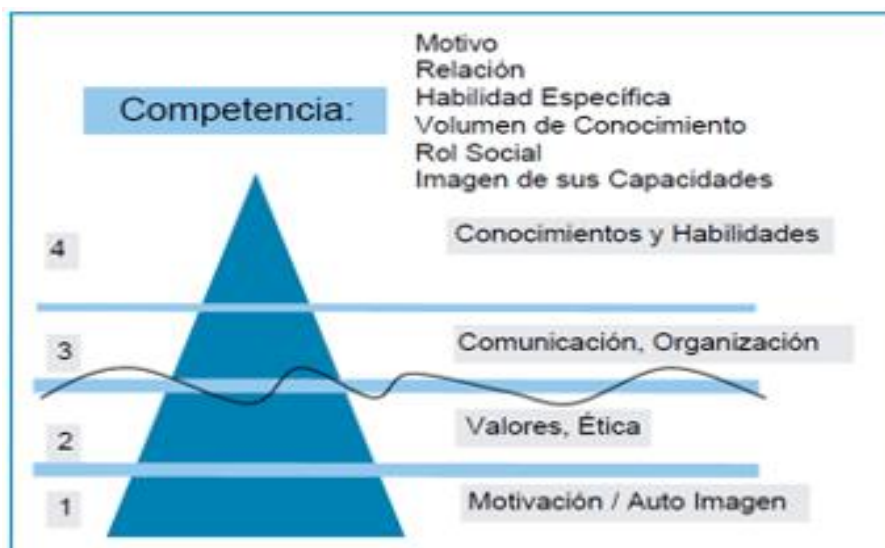 Competencia:
Motivo
Relación
Habilidad Específica
Volumen de Conocimiento
Rol Social
Imagen de sus Capacidades
4
Conocimientos y Habilidades
3
Comunicación, Organización
2
Valores, Ética
1
Motivación / Auto Imagen